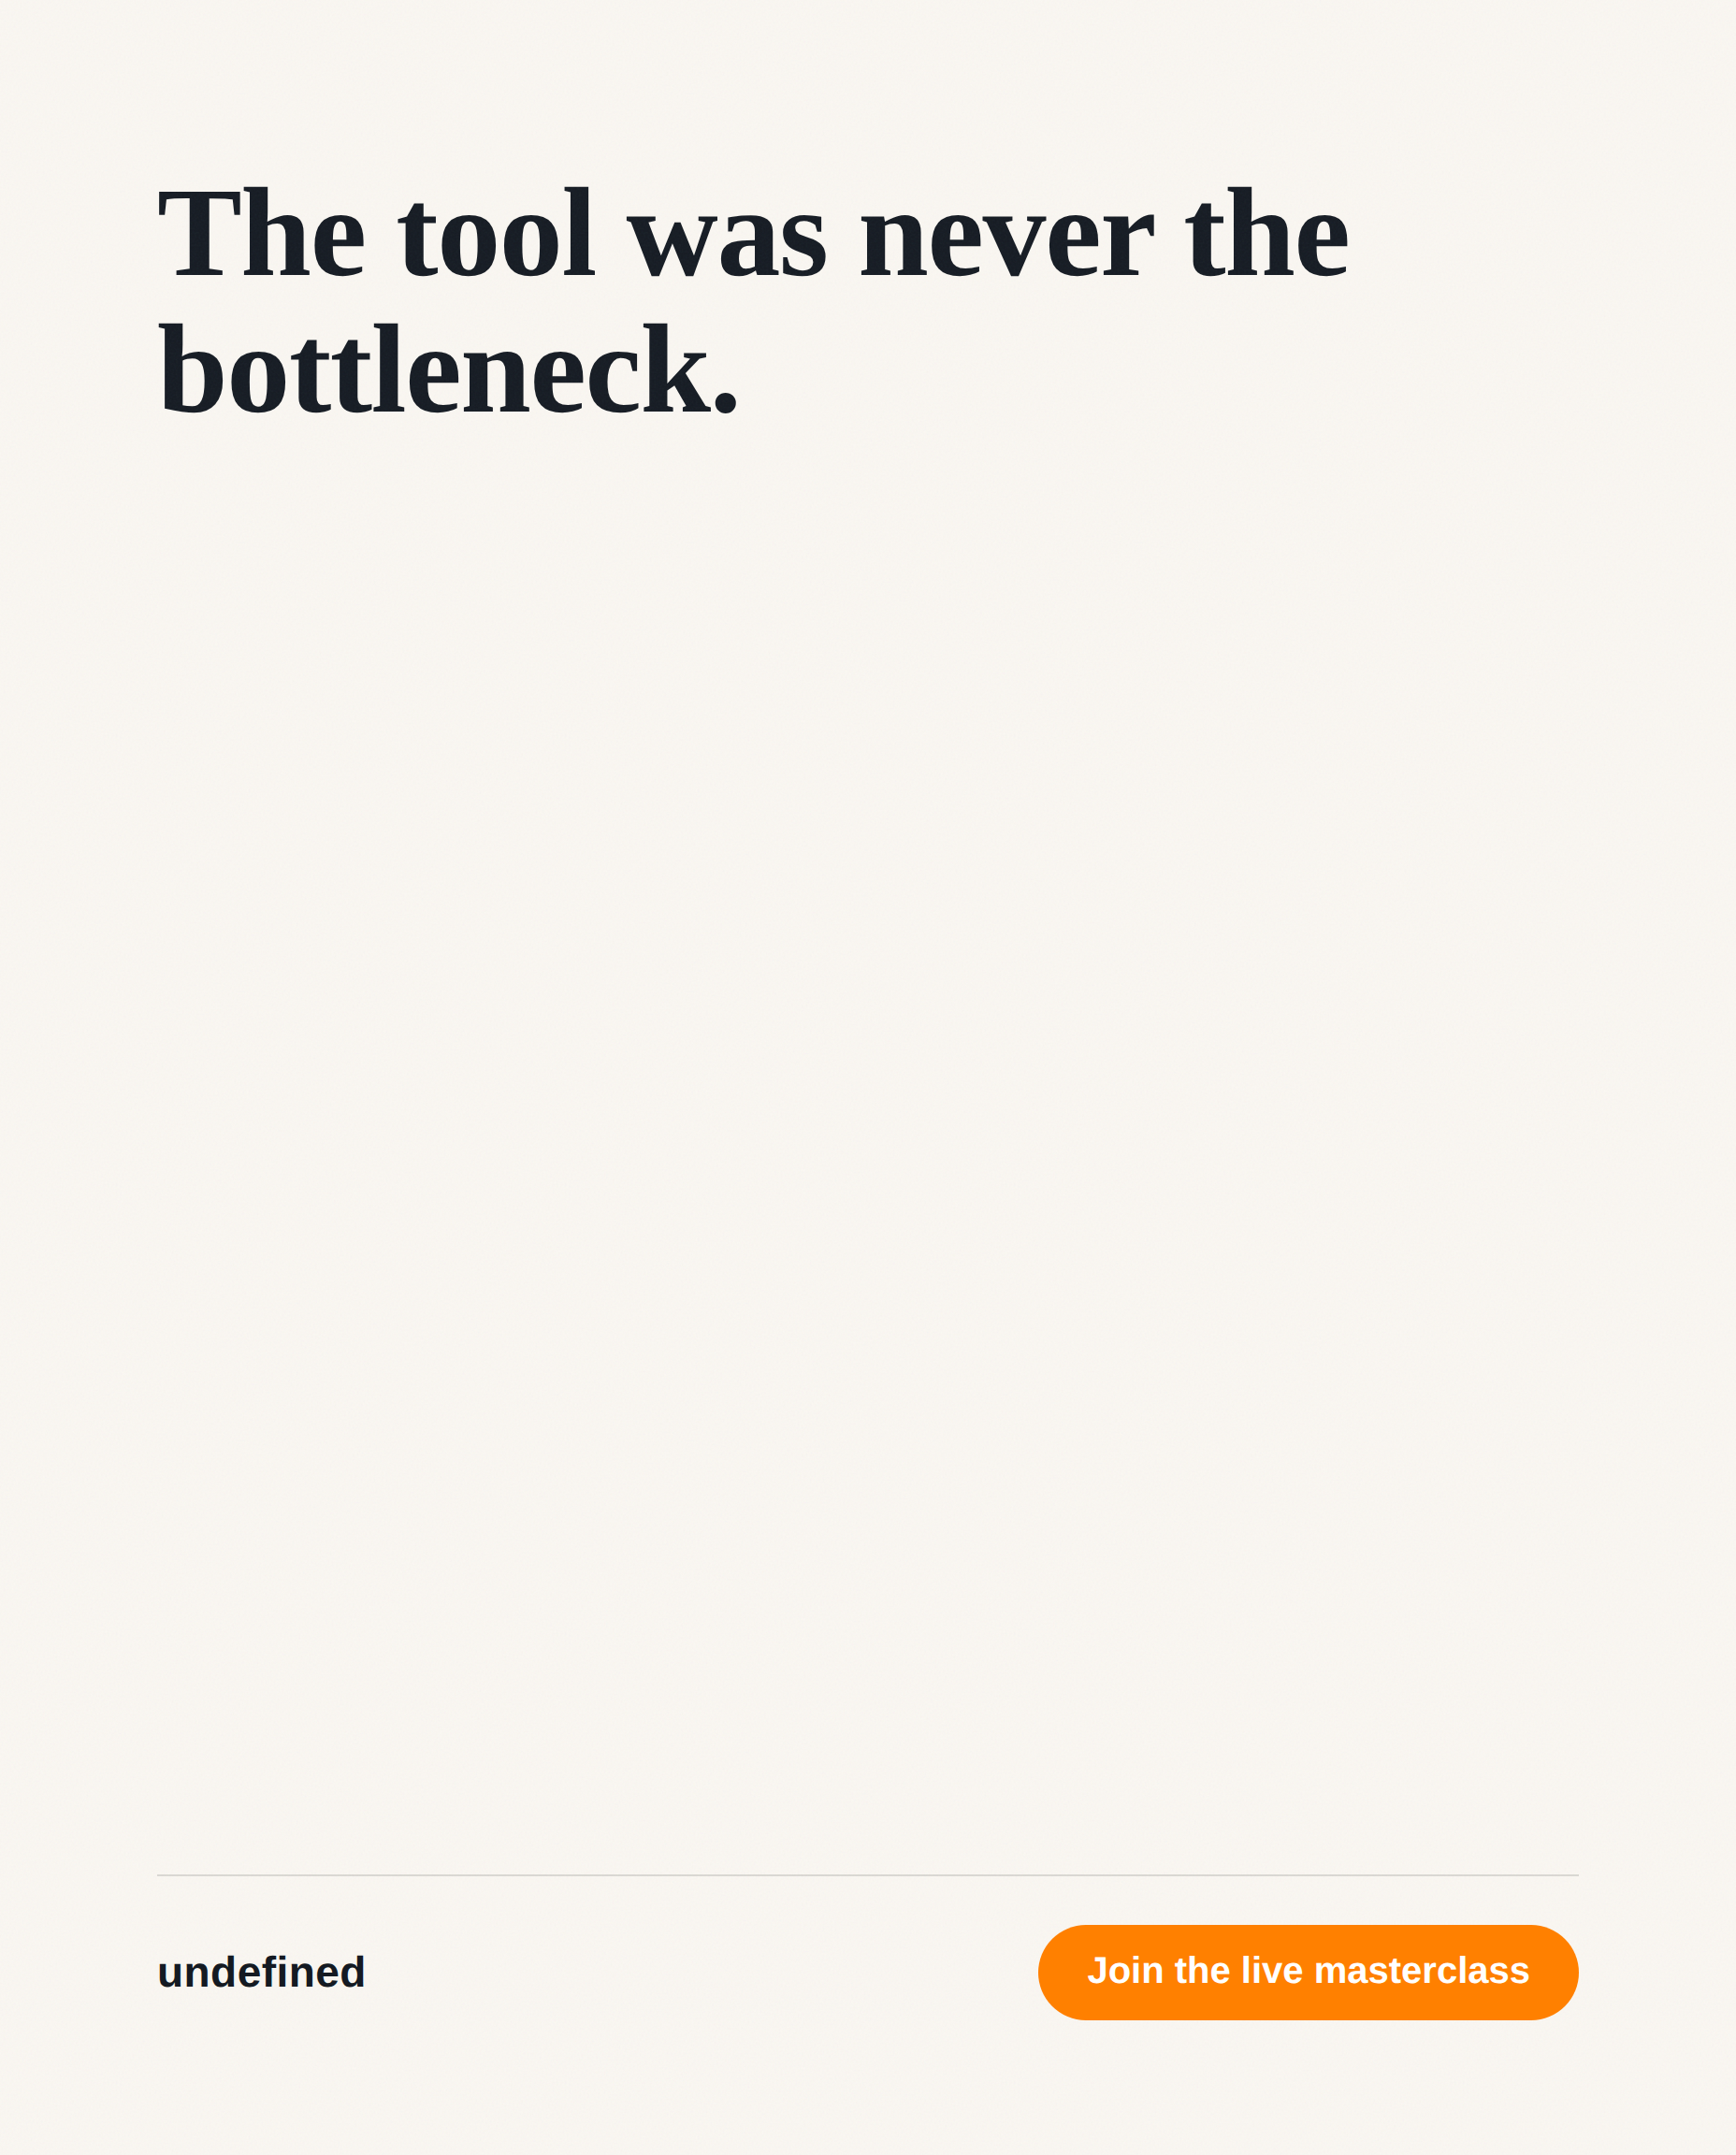 The tool was never the
bottleneck.
undefined
Join the live masterclass